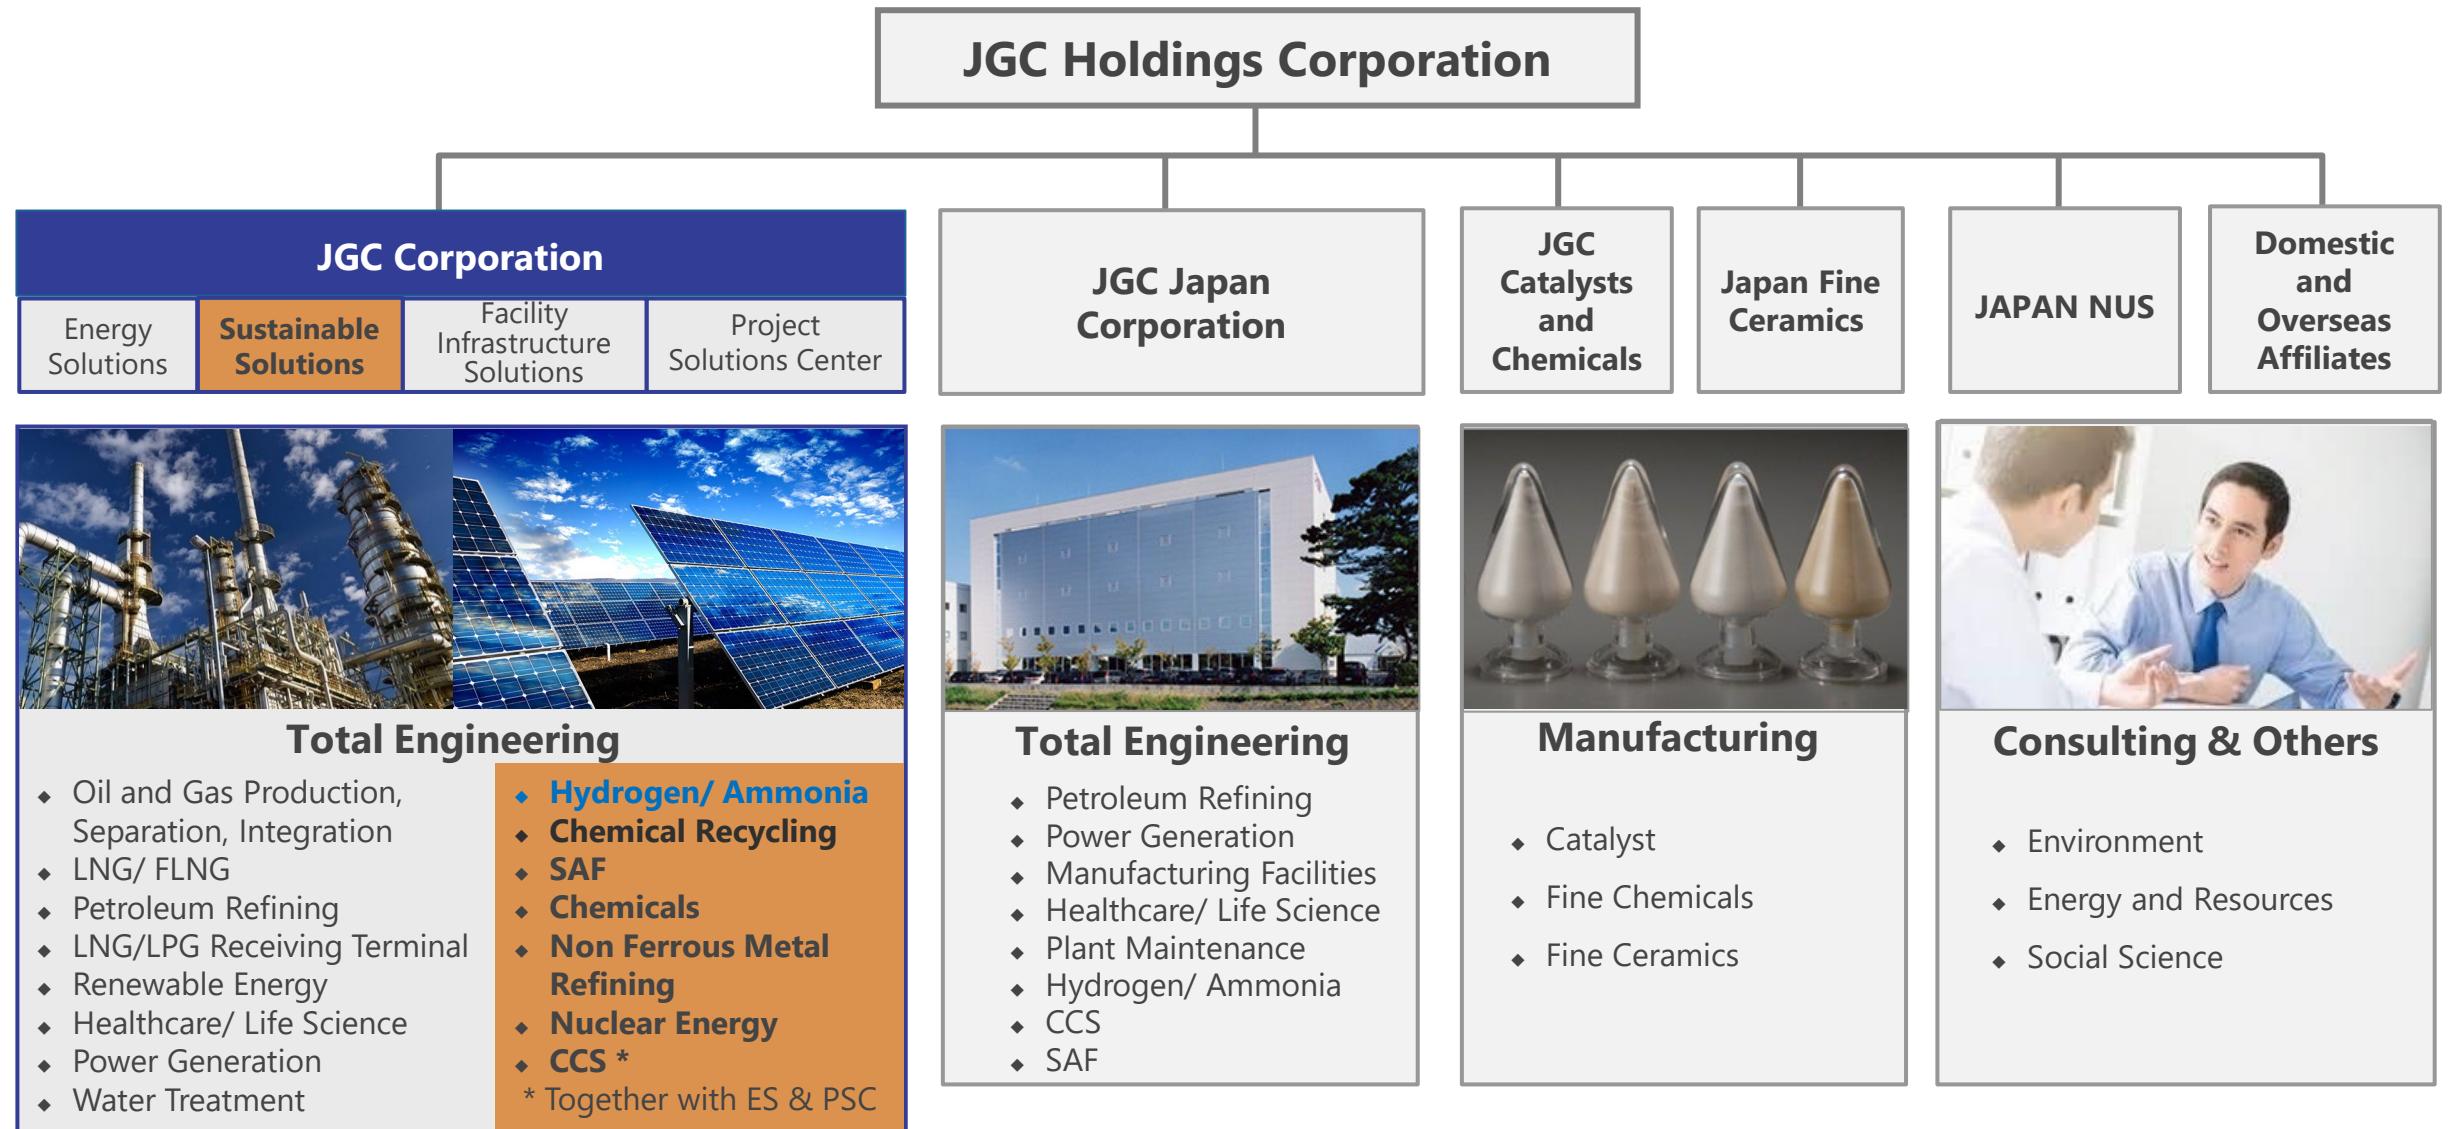 JGC Holdings Corporation
JGC Corporation
Energy
Solutions
Sustainable
Solutions
Facility
Infrastructure
Solutions
Project
Solutions Center
JGC Japan
Corporation
JGC
Catalysts
and
Chemicals
Japan Fine
Ceramics
JAPAN NUS
Domestic
and
Overseas
Affiliates
Total Engineering
◆ Oil and Gas Production,
Separation, Integration
◆ LNG/ FLNG
◆ Petroleum Refining
◆ LNG/LPG Receiving Terminal
◆ Renewable Energy
◆ Healthcare/ Life Science
◆ Power Generation
◆ Water Treatment
◆ Hydrogen/ Ammonia
◆ Chemical Recycling
◆ SAF
◆ Chemicals
◆ Non Ferrous Metal
Refining
◆ Nuclear Energy
◆ CCS *
* Together with ES & PSC
Total Engineering
◆ Petroleum Refining
◆ Power Generation
◆ Manufacturing Facilities
◆ Healthcare/ Life Science
◆ Plant Maintenance
◆ Hydrogen/ Ammonia
◆ CCS
◆ SAF
Manufacturing
◆ Catalyst
◆ Fine Chemicals
◆ Fine Ceramics
Consulting & Others
◆ Environment
◆ Energy and Resources
◆ Social Science